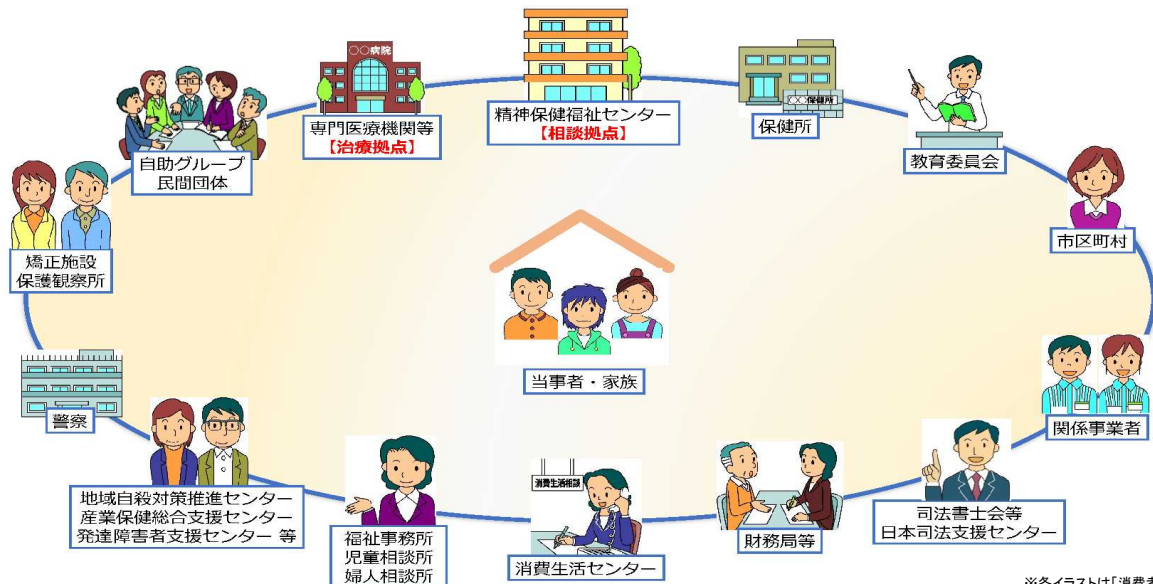 〇〇病院
専門医療機関等
【治療拠点】
精神保健福祉センター
【相談拠点】
〇〇保健所
保健所
教育委員会
自助グループ
民間団体
市区町村
矯正施設
保護観察所
当事者・家族
関係事業者
警察
地域自殺対策推進センター
産業保健総合支援センター
発達障害者支援センター 等
福祉事務所
児童相談所
婦人相談所
消費生活相談
消費生活センター
財務局等
司法書士会等
日本司法支援センター
※各イラストは「消費者